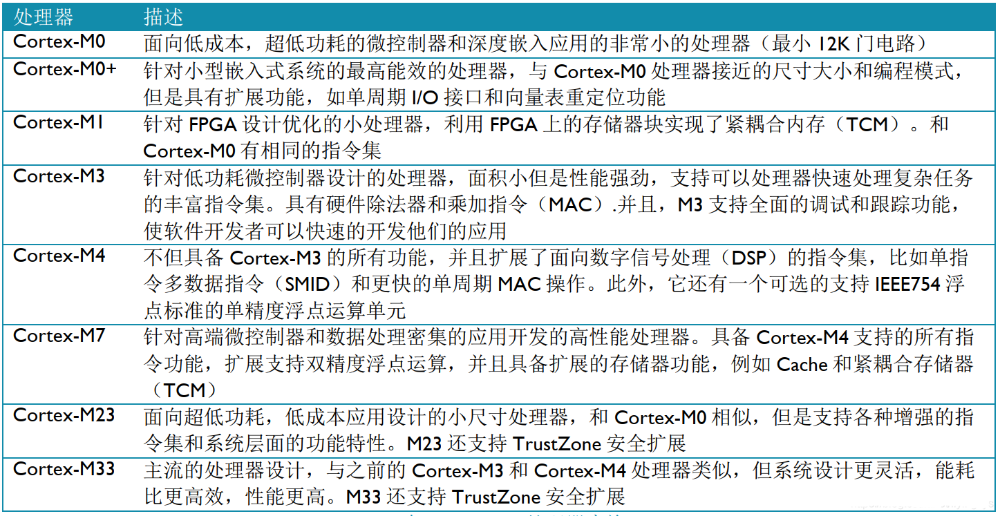 处理器 描述
Cortex-M0 面向低成本，超低功耗的微控制器和深度嵌入应用的非常小的处理器（最小 12K 门电路）
Cortex-M0+ 针对小型嵌入式系统的最高能效的处理器，与 Cortex-M0 处理器接近的尺寸大小和编程模式，
但是具有扩展功能，如单周期 I/O 接口和向量表重定位功能
Cortex-M1 针对 FPGA 设计优化的小处理器，利用 FPGA 上的存储器块实现了紧耦合内存（TCM）。和
Cortex-M0 有相同的指令集
Cortex-M3 针对低功耗微控制器设计的处理器，面积小但是性能强劲，支持可以处理器快速处理复杂任务
的丰富指令集。具有硬件除法器和乘加指令（MAC）.并且，M3 支持全面的调试和跟踪功能，
使软件开发者可以快速的开发他们的应用
Cortex-M4 不但具备 Cortex-M3 的所有功能，并且扩展了面向数字信号处理（DSP）的指令集，比如单指
令多数据指令（SMID）和更快的单周期 MAC 操作。此外，它还有一个可选的支持 IEEE754 浮
点标准的单精度浮点运算单元
Cortex-M7 针对高端微控制器和数据处理密集的应用开发的高性能处理器。具备 Cortex-M4 支持的所有指
令功能，扩展支持双精度浮点运算，并且具备扩展的存储器功能，例如 Cache 和紧耦合存储器
（TCM）
Cortex-M23 面向超低功耗，低成本应用设计的小尺寸处理器，和 Cortex-M0 相似，但是支持各种增强的指
令集和系统层面的功能特性。M23 还支持 TrustZone 安全扩展
Cortex-M33 主流的处理器设计，与之前的 Cortex-M3 和 Cortex-M4 处理器类似，但系统设计更灵活，能耗
比更高效，性能更高。M33 还支持 TrustZone 安全扩展